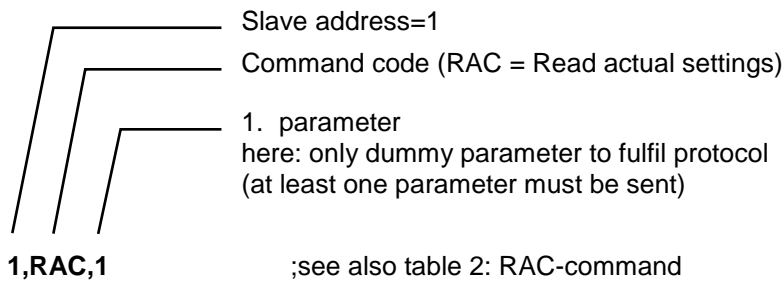 Slave address=1
Command code (RAC = Read actual settings)
1. parameter
here: only dummy parameter to fulfil protocol
(at least one parameter must be sent)
1,RAC,1 ;see also table 2: RAC-command